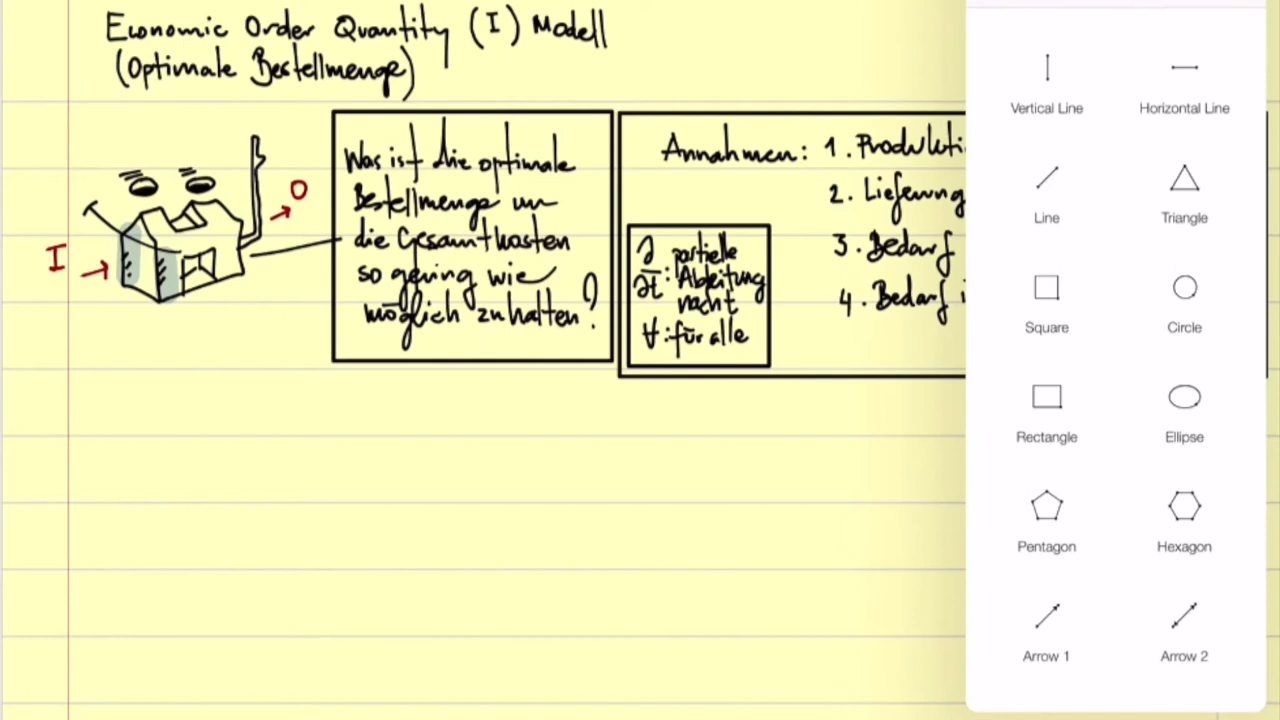 Economic Order Quantity (I) Modell
(Optimale Bestellmenge)
I
O
Was ist die optimale
Bestellmenge um
die Gesamtkosten
so gering wie
möglich zu halten?
Annahmen: 1. Produkti
2. Lieferung
3. Bedarf
4. Bedarf i
∂ partielle
∂t: Ableitung
nach t
∀: für alle
Vertical Line
Horizontal Line
Line
Triangle
Square
Circle
Rectangle
Ellipse
Pentagon
Hexagon
Arrow 1
Arrow 2